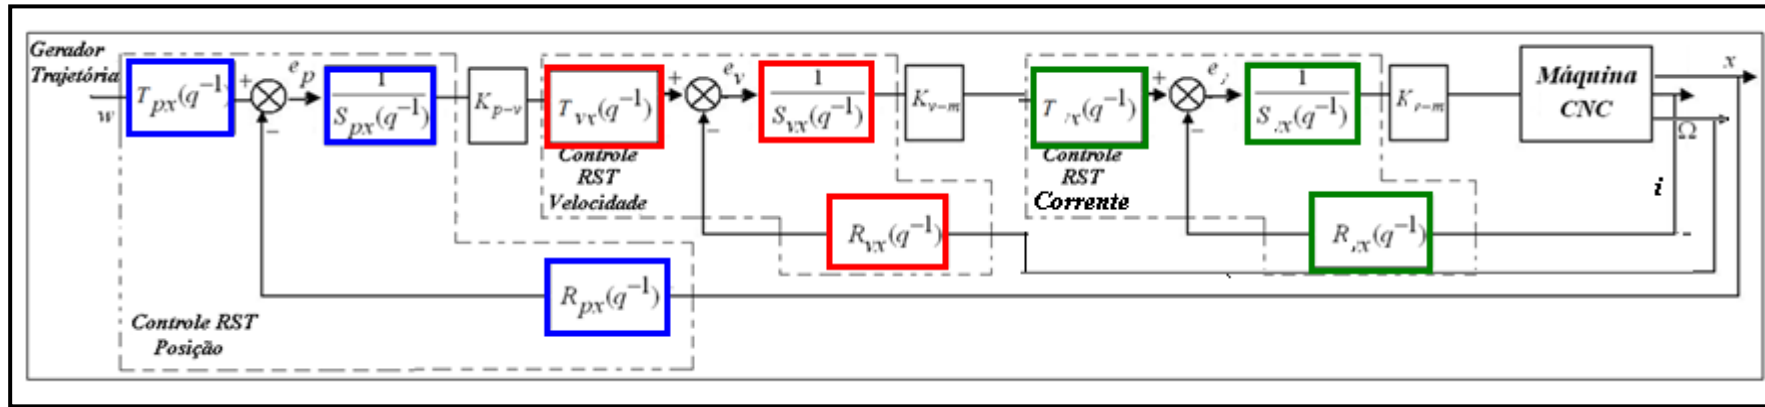 Gerador
Trajetória
w
T_px(q^-1)
+
−
e_p
1
S_px(q^-1)
K_p-v
T_vx(q^-1)
+
−
e_v
1
S_vx(q^-1)
K_v-m
+
−
1
Máquina
CNC
x
Ω
i
Controle
RST
Velocidade
Controle
RST
Corrente
R_vx(q^-1)
R_px(q^-1)
Controle RST
Posição